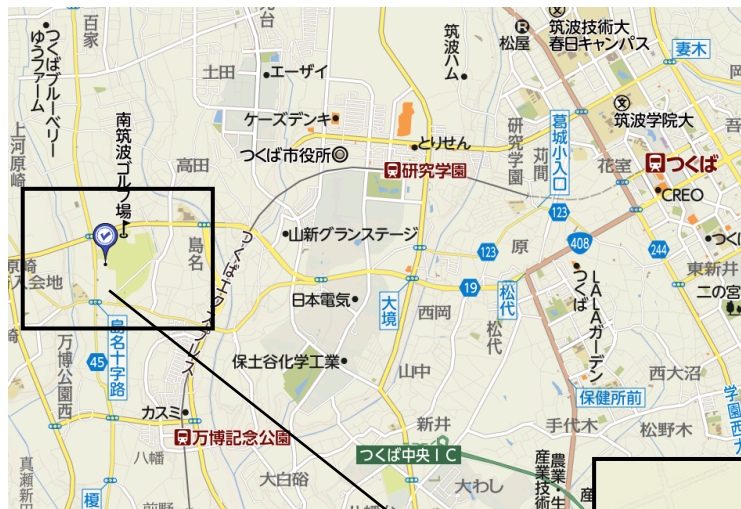 百家
つくばブルーベリー
ゆうファーム
土田
エーザイ
筑波ハム
松屋
筑波技術大
春日キャンパス
妻木
南筑波ゴルフ場
上河原崎
高田
ケーズデンキ
つくば市役所
とりせん
研究学園
研究学園
苅間
葛城小入口
筑波学院大
花室
つくば
CREO
島名
つくばエクスプレス
山新グランステージ
123
123
原
408
244
東新井
二の宮
19
松代
松代
大境
西岡
日本電気
LALAガーデン
つくば
島名十字路
45
万博公園西
保土谷化学工業
山中
西大沼
保健所前
カスミ
万博記念公園
新井
手代木
松野木
つくば中央IC
八幡
大白硲
大わし
真瀬新田
榎
前野
農業・生
産業技術